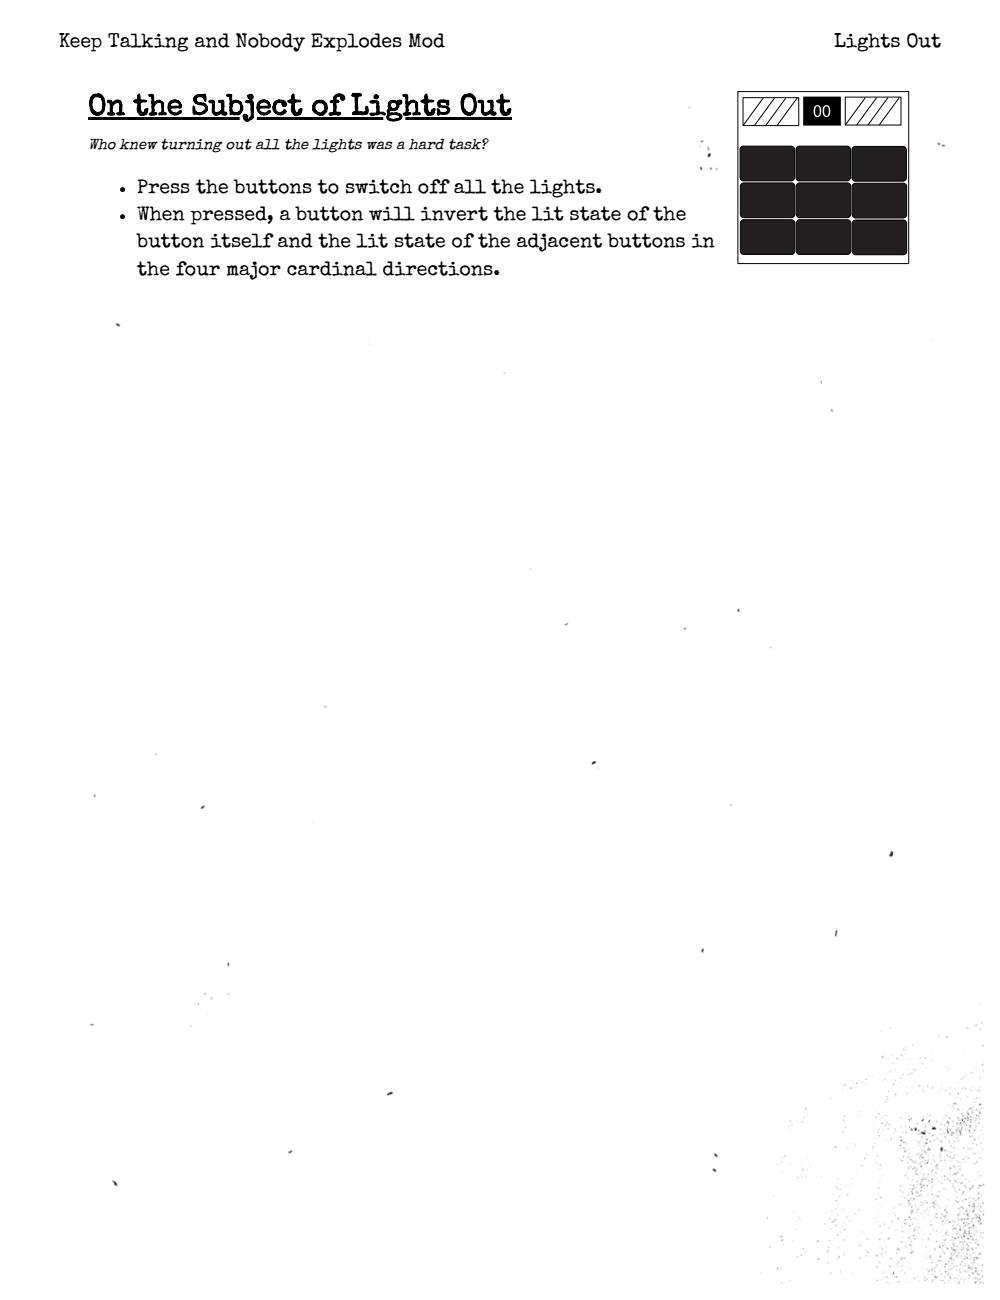 Keep Talking and Nobody Explodes Mod
Lights Out
On the Subject of Lights Out
Who knew turning out all the lights was a hard task?
00
• Press the buttons to switch off all the lights.
• When pressed, a button will invert the lit state of the
button itself and the lit state of the adjacent buttons in
the four major cardinal directions.